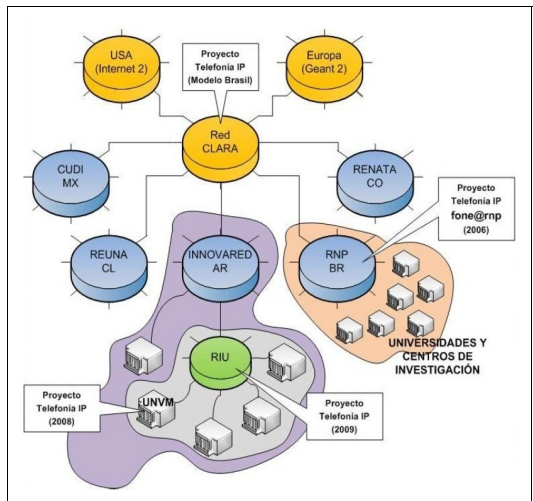 USA
(Internet 2)
Proyecto
Telefonía IP
(Modelo Brasil)
Europa
(Geant 2)
Red
CLARA
CUDI
MX
RENATA
CO
Proyecto
Telefonía IP
fone@rnp
(2006)
REUNA
CL
INNOVARED
AR
RNP
BR
UNIVERSIDADES Y
CENTROS DE
INVESTIGACIÓN
RIU
Proyecto
Telefonía IP
(2008)
UNVM
Proyecto
Telefonía IP
(2009)